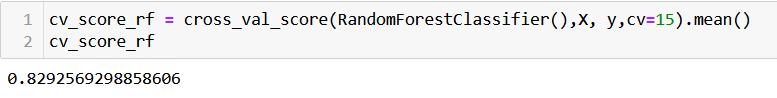 1 cv_score_rf = cross_val_score(RandomForestClassifier(),X, y,cv=15).mean()
2 cv_score_rf
0.8292569298858606